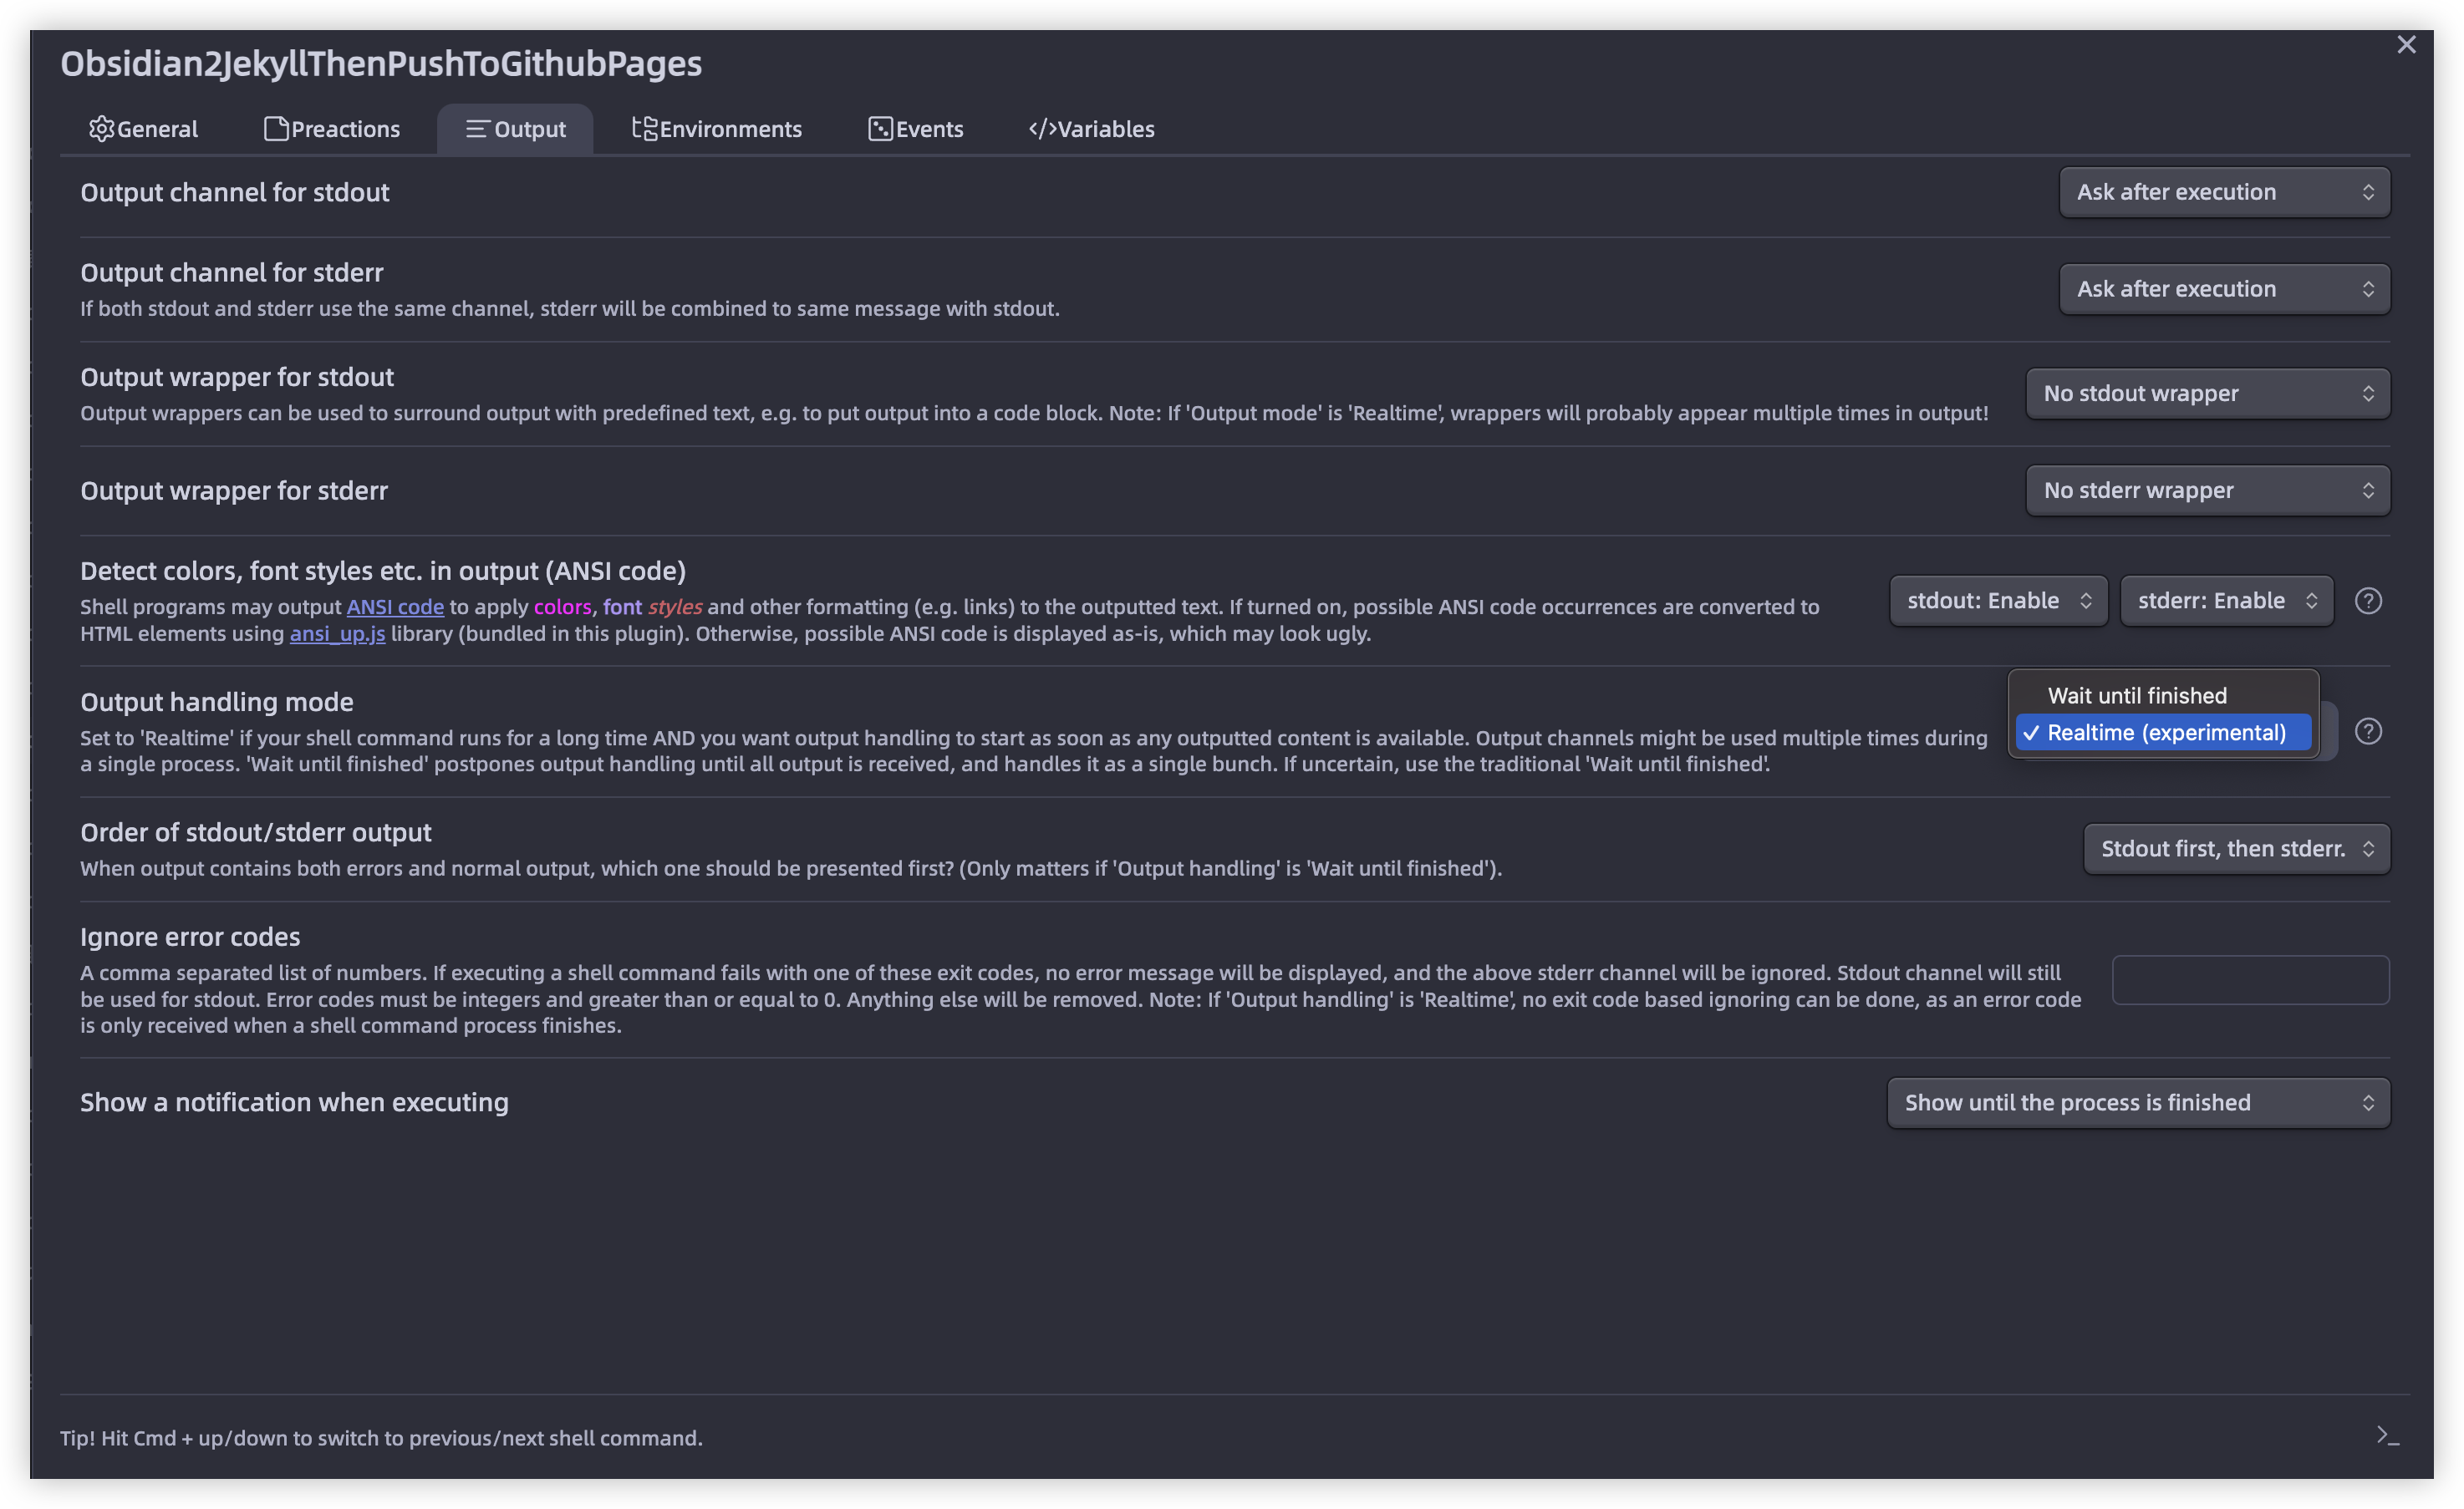 Obsidian2JekyllThenPushToGithubPages
General Preactions Output Environments Events </>Variables
Output channel for stdout
Ask after execution
Output channel for stderr
If both stdout and stderr use the same channel, stderr will be combined to same message with stdout.
Ask after execution
Output wrapper for stdout
Output wrappers can be used to surround output with predefined text, e.g. to put output into a code block. Note: If 'Output mode' is 'Realtime', wrappers will probably appear multiple times in output!
No stdout wrapper
Output wrapper for stderr
No stderr wrapper
Detect colors, font styles etc. in output (ANSI code)
Shell programs may output ANSI code to apply colors, font styles and other formatting (e.g. links) to the outputted text. If turned on, possible ANSI code occurrences are converted to
HTML elements using ansi_up.js library (bundled in this plugin). Otherwise, possible ANSI code is displayed as-is, which may look ugly.
stdout: Enable
stderr: Enable
Output handling mode
Set to 'Realtime' if your shell command runs for a long time AND you want output handling to start as soon as any outputted content is available. Output channels might be used multiple times during
a single process. 'Wait until finished' postpones output handling until all output is received, and handles it as a single bunch. If uncertain, use the traditional 'Wait until finished'.
Wait until finished
✓ Realtime (experimental)
Order of stdout/stderr output
When output contains both errors and normal output, which one should be presented first? (Only matters if 'Output handling' is 'Wait until finished').
Stdout first, then stderr.
Ignore error codes
A comma separated list of numbers. If executing a shell command fails with one of these exit codes, no error message will be displayed, and the above stderr channel will be ignored. Stdout channel will still
be used for stdout. Error codes must be integers and greater than or equal to 0. Anything else will be removed. Note: If 'Output handling' is 'Realtime', no exit code based ignoring can be done, as an error code
is only received when a shell command process finishes.
Show a notification when executing
Show until the process is finished
Tip! Hit Cmd + up/down to switch to previous/next shell command.